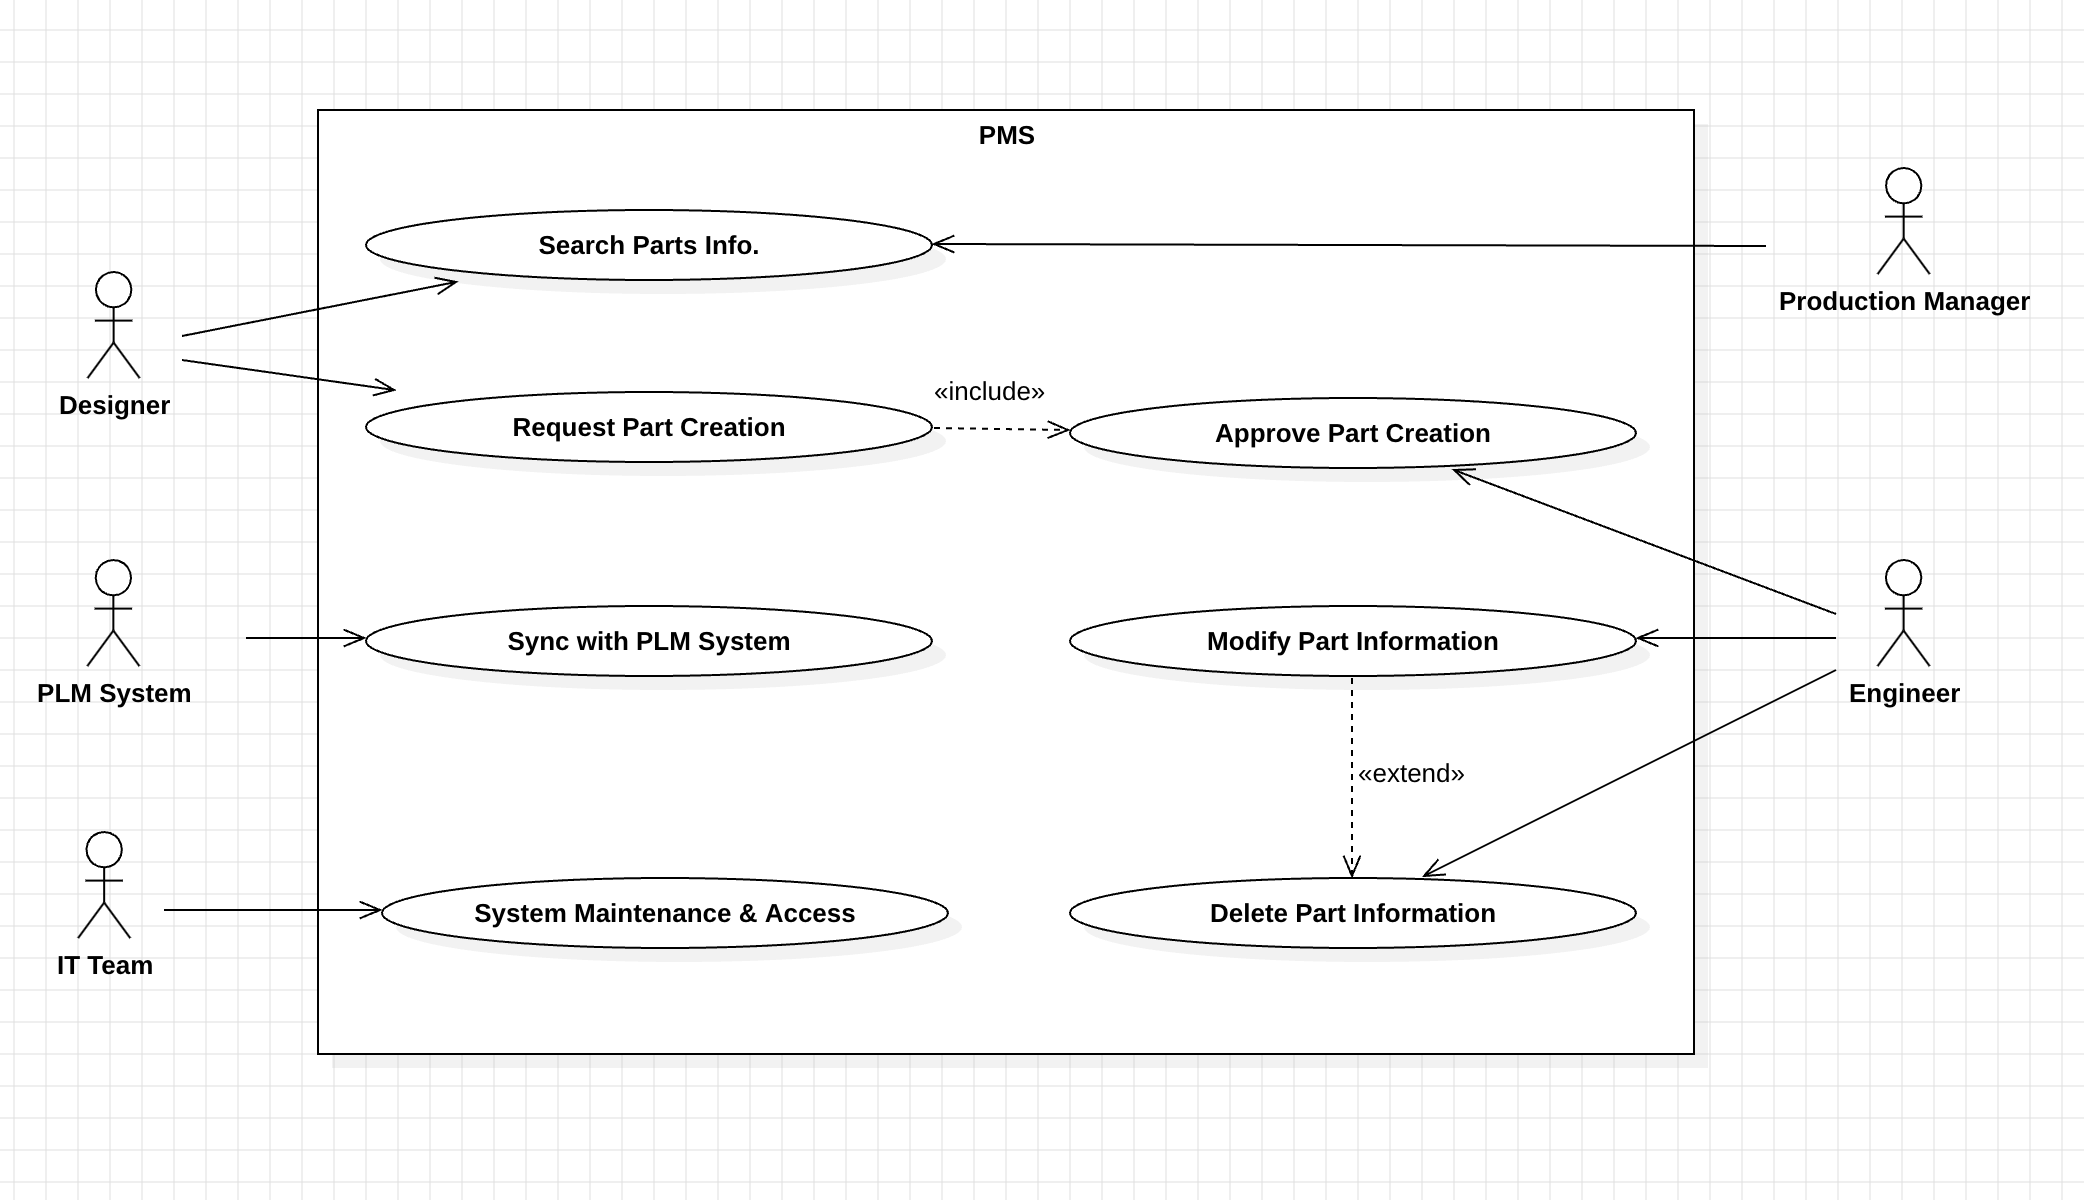 PMS
Search Parts Info.
Production Manager
Designer
«include»
Request Part Creation
Approve Part Creation
Sync with PLM System
Modify Part Information
PLM System
Engineer
«extend»
System Maintenance & Access
Delete Part Information
IT Team